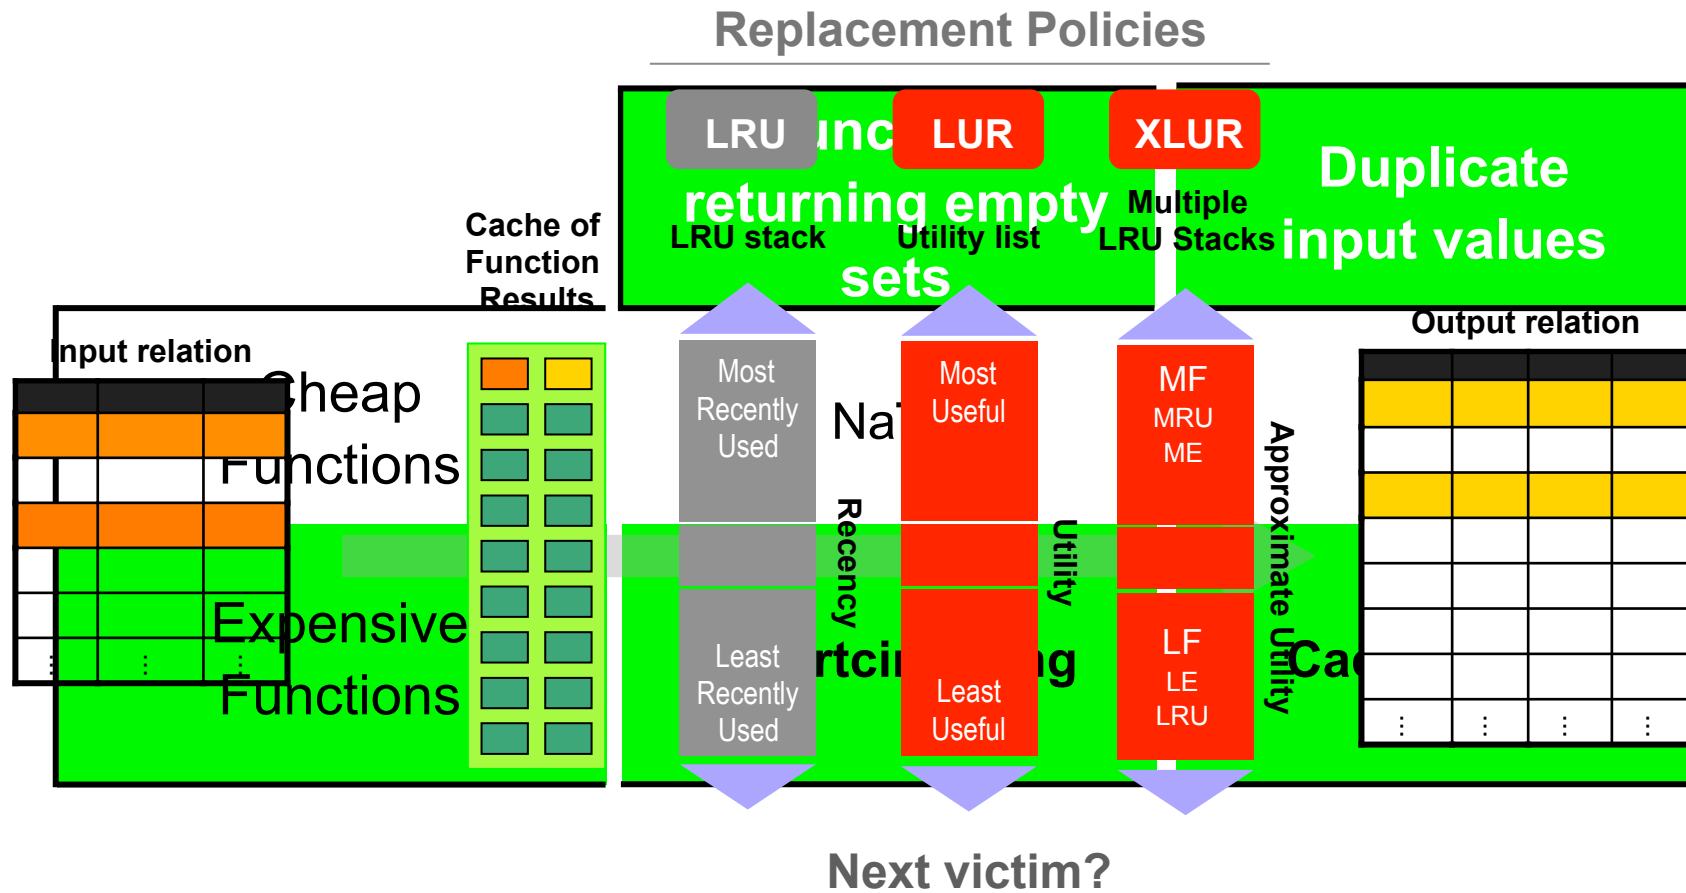 Replacement Policies
LRU
LUR
XLUR
returning empty
sets
Duplicate
input values
LRU stack
Utility list
Multiple
LRU Stacks
Cache of
Function
Results
Input relation
Output relation
Cheap
Functions
Expensive
Functions
Most
Recently
Used
Least
Recently
Used
Recency
Most
Useful
Least
Useful
Utility
MF
MRU
ME
LF
LE
LRU
Approximate Utility
Next victim?